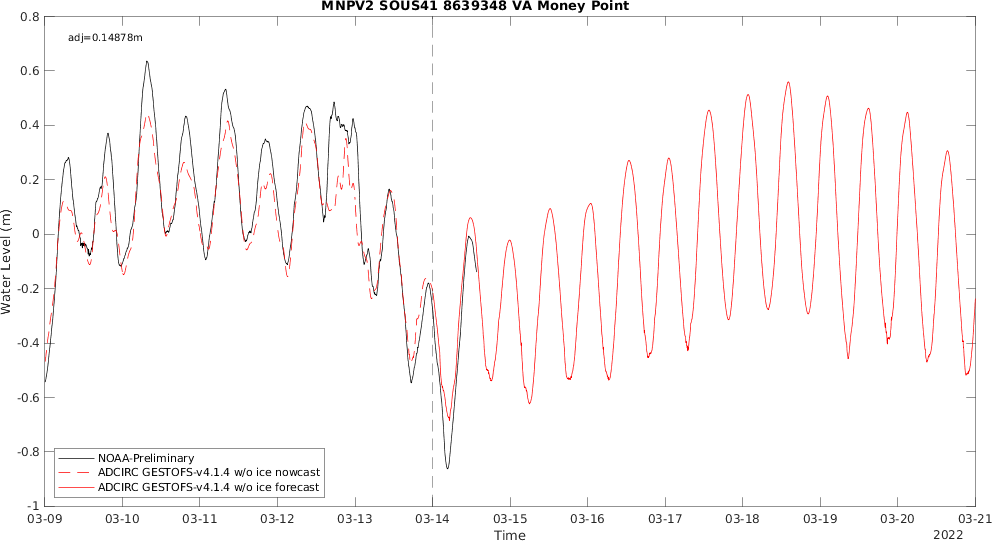 MNPV2 SOUS41 8639348 VA Money Point
adj=0.14878m
0.8
0.6
0.4
0.2
0
-0.2
-0.4
-0.6
-0.8
-1
Water Level (m)
NOAA-Preliminary
ADCIRC GESTOFS-v4.1.4 w/o ice nowcast
ADCIRC GESTOFS-v4.1.4 w/o ice forecast
03-09 03-10 03-11 03-12 03-13 03-14 03-15 03-16 03-17 03-18 03-19 03-20 03-21
Time
2022